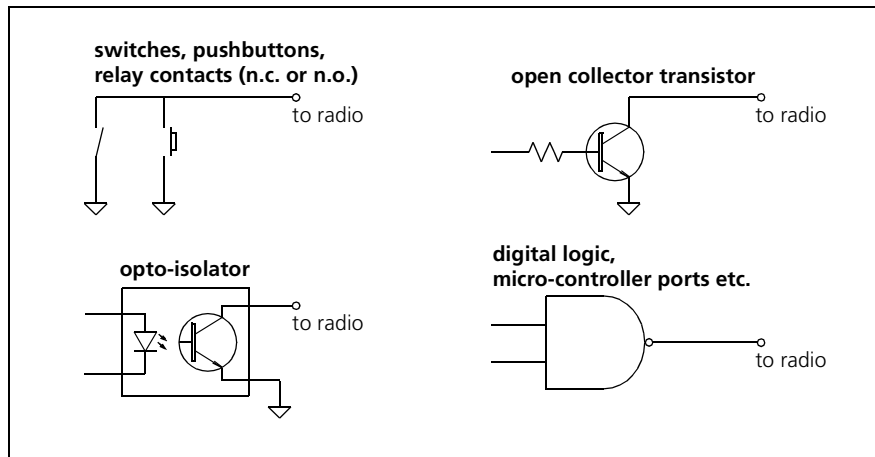 switches, pushbuttons,
relay contacts (n.c. or n.o.)
to radio
open collector transistor
to radio
opto-isolator
to radio
digital logic,
micro-controller ports etc.
to radio